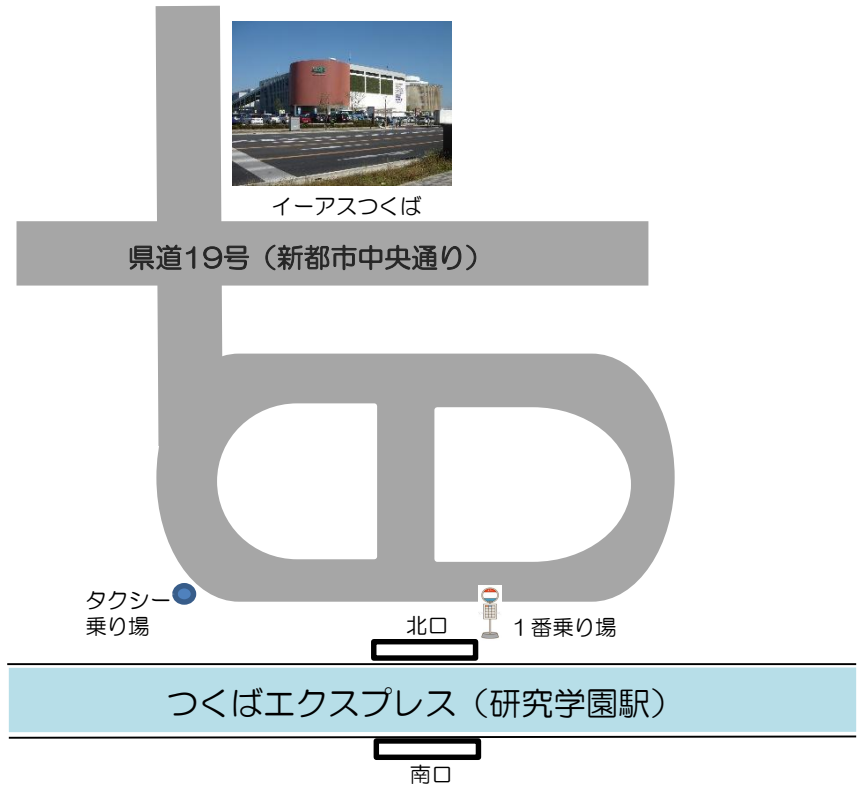 イーアスつくば
県道19号（新都市中央通り）
タクシー
乗り場
北口
１番乗り場
つくばエクスプレス（研究学園駅）
南口